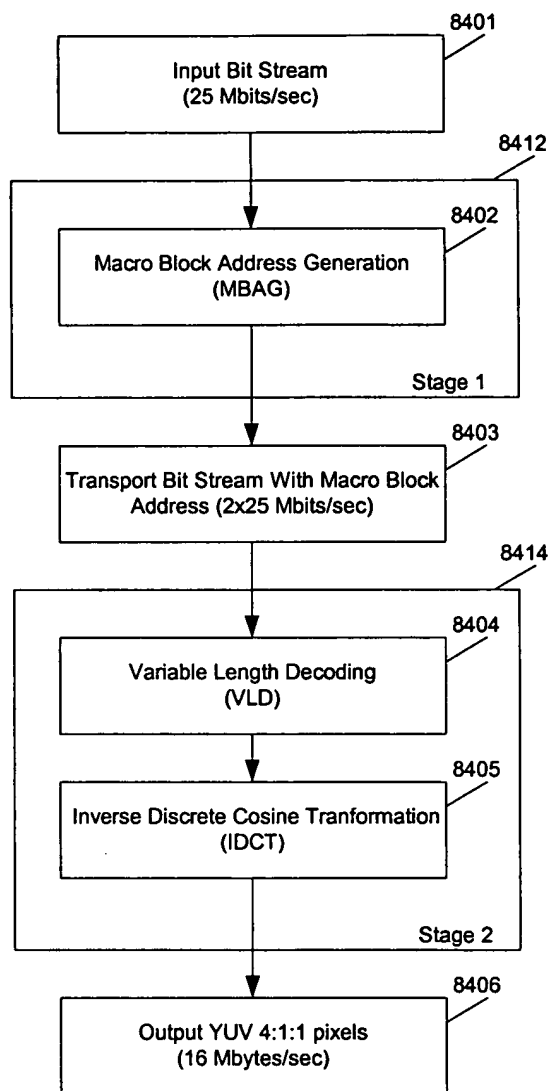 8401
Input Bit Stream
(25 Mbits/sec)
8412
8402
Macro Block Address Generation
(MBAG)
Stage 1
8403
Transport Bit Stream With Macro Block
Address (2x25 Mbits/sec)
8414
8404
Variable Length Decoding
(VLD)
8405
Inverse Discrete Cosine Tranformation
(IDCT)
Stage 2
8406
Output YUV 4:1:1 pixels
(16 Mbytes/sec)